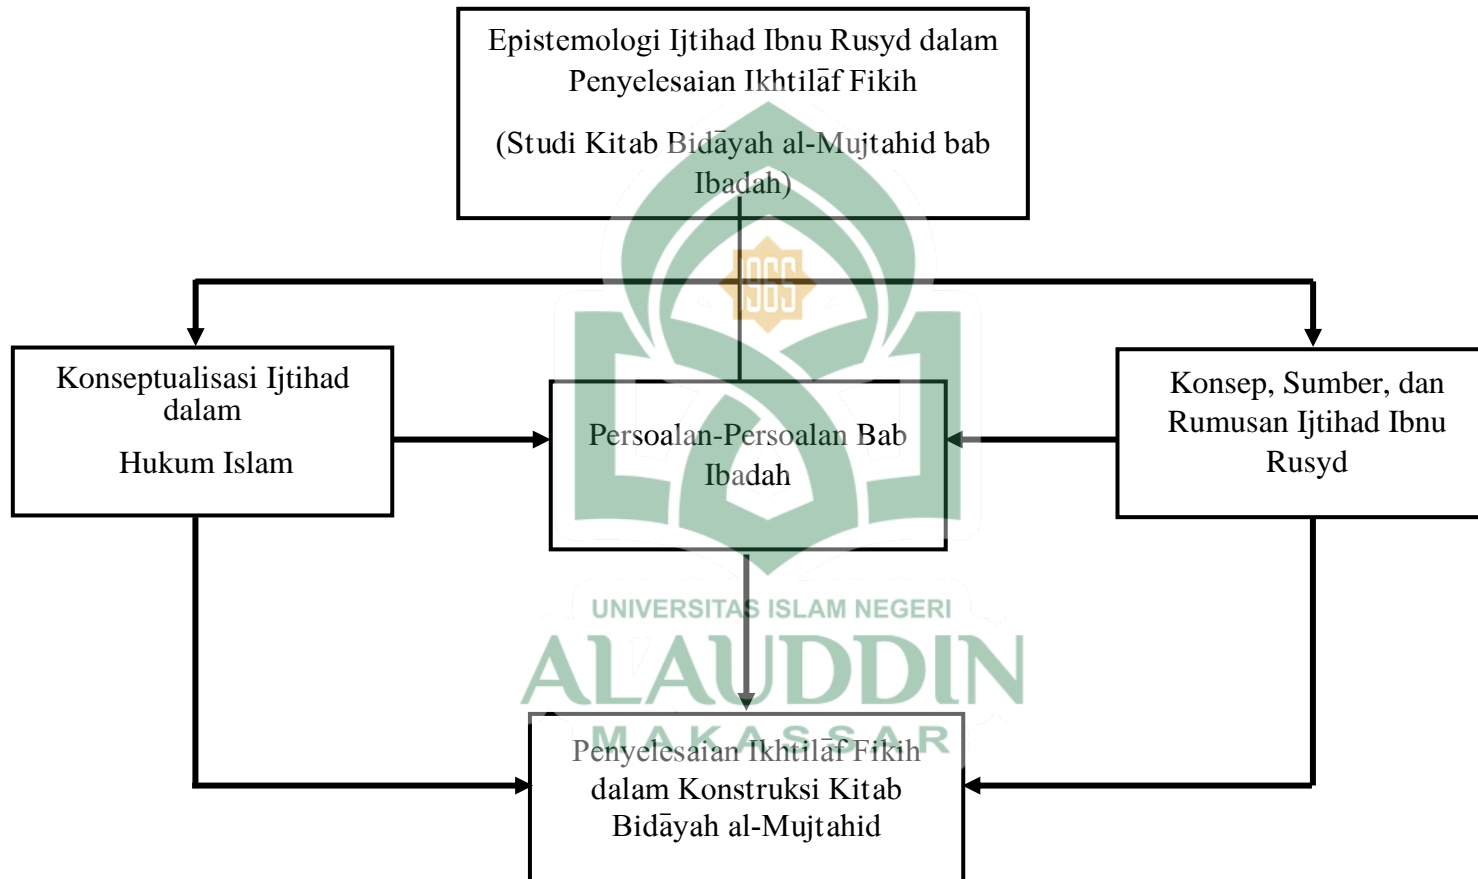 Epistemologi Ijtihad Ibnu Rusyd dalam
Penyelesaian Ikhtilāf Fikih
(Studi Kitab Bidāyah al-Mujtahid bab
Ibadah)
1965
Konseptualisasi Ijtihad
dalam
Hukum Islam
Persoalan-Persoalan Bab
Ibadah
Konsep, Sumber, dan
Rumusan Ijtihad Ibnu
Rusyd
UNIVERSITAS ISLAM NEGERI
ALAUDDIN
MAKASSAR
Penyelesaian Ikhtilāf Fikih
dalam Konstruksi Kitab
Bidāyah al-Mujtahid